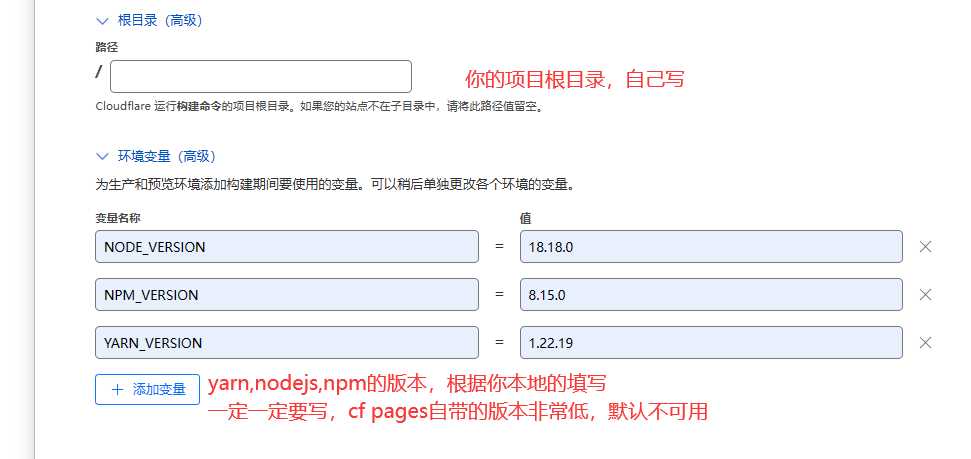 根目录（高级）
路径
/
你的项目根目录，自己写
Cloudflare 运行构建命令的项目根目录。如果您的站点不在子目录中，请将此路径值留空。
环境变量（高级）
为生产和预览环境添加构建期间要使用的变量。可以稍后单独更改各个环境的变量。
变量名称 值
NODE_VERSION = 18.18.0
NPM_VERSION = 8.15.0
YARN_VERSION = 1.22.19
+ 添加变量
yarn,nodejs,npm的版本，根据你本地的填写
一定一定要写，cf pages自带的版本非常低，默认不可用